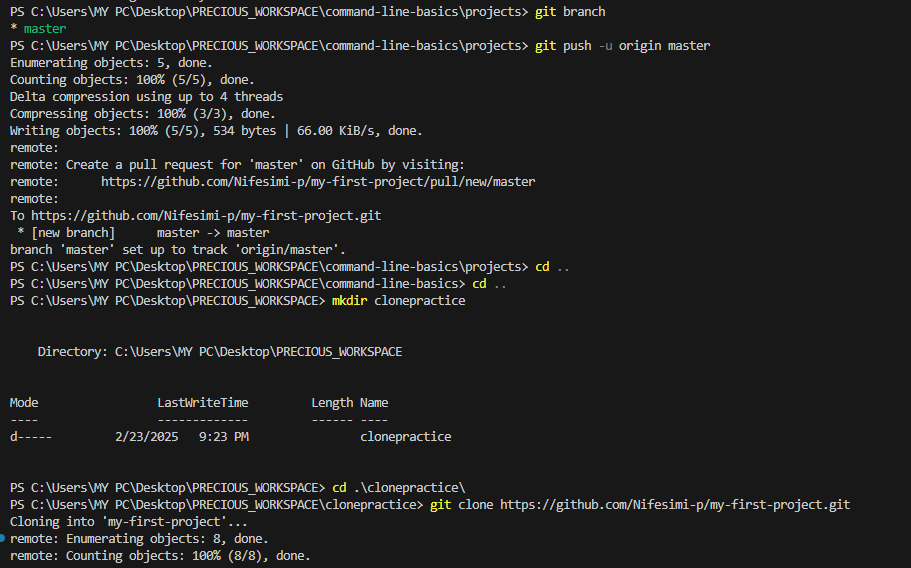 PS C:\Users\MY PC\Desktop\PRECIOUS_WORKSPACE\command-line-basics\projects> git branch
* master
PS C:\Users\MY PC\Desktop\PRECIOUS_WORKSPACE\command-line-basics\projects> git push -u origin master
Enumerating objects: 5, done.
Counting objects: 100% (5/5), done.
Delta compression using up to 4 threads
Compressing objects: 100% (3/3), done.
Writing objects: 100% (5/5), 534 bytes | 66.00 KiB/s, done.
remote:
remote: Create a pull request for 'master' on GitHub by visiting:
remote:      https://github.com/Nifesimi-p/my-first-project/pull/new/master
remote:
To https://github.com/Nifesimi-p/my-first-project.git
 * [new branch]      master -> master
branch 'master' set up to track 'origin/master'.
PS C:\Users\MY PC\Desktop\PRECIOUS_WORKSPACE\command-line-basics\projects> cd ..
PS C:\Users\MY PC\Desktop\PRECIOUS_WORKSPACE\command-line-basics> cd ..
PS C:\Users\MY PC\Desktop\PRECIOUS_WORKSPACE> mkdir clonepractice
    Directory: C:\Users\MY PC\Desktop\PRECIOUS_WORKSPACE
Mode                 LastWriteTime         Length Name
----                 -------------         ------ ----
d-----         2/23/2025   9:23 PM                clonepractice
PS C:\Users\MY PC\Desktop\PRECIOUS_WORKSPACE> cd .\clonepractice\
PS C:\Users\MY PC\Desktop\PRECIOUS_WORKSPACE\clonepractice> git clone https://github.com/Nifesimi-p/my-first-project.git
Cloning into 'my-first-project'...
remote: Enumerating objects: 8, done.
remote: Counting objects: 100% (8/8), done.